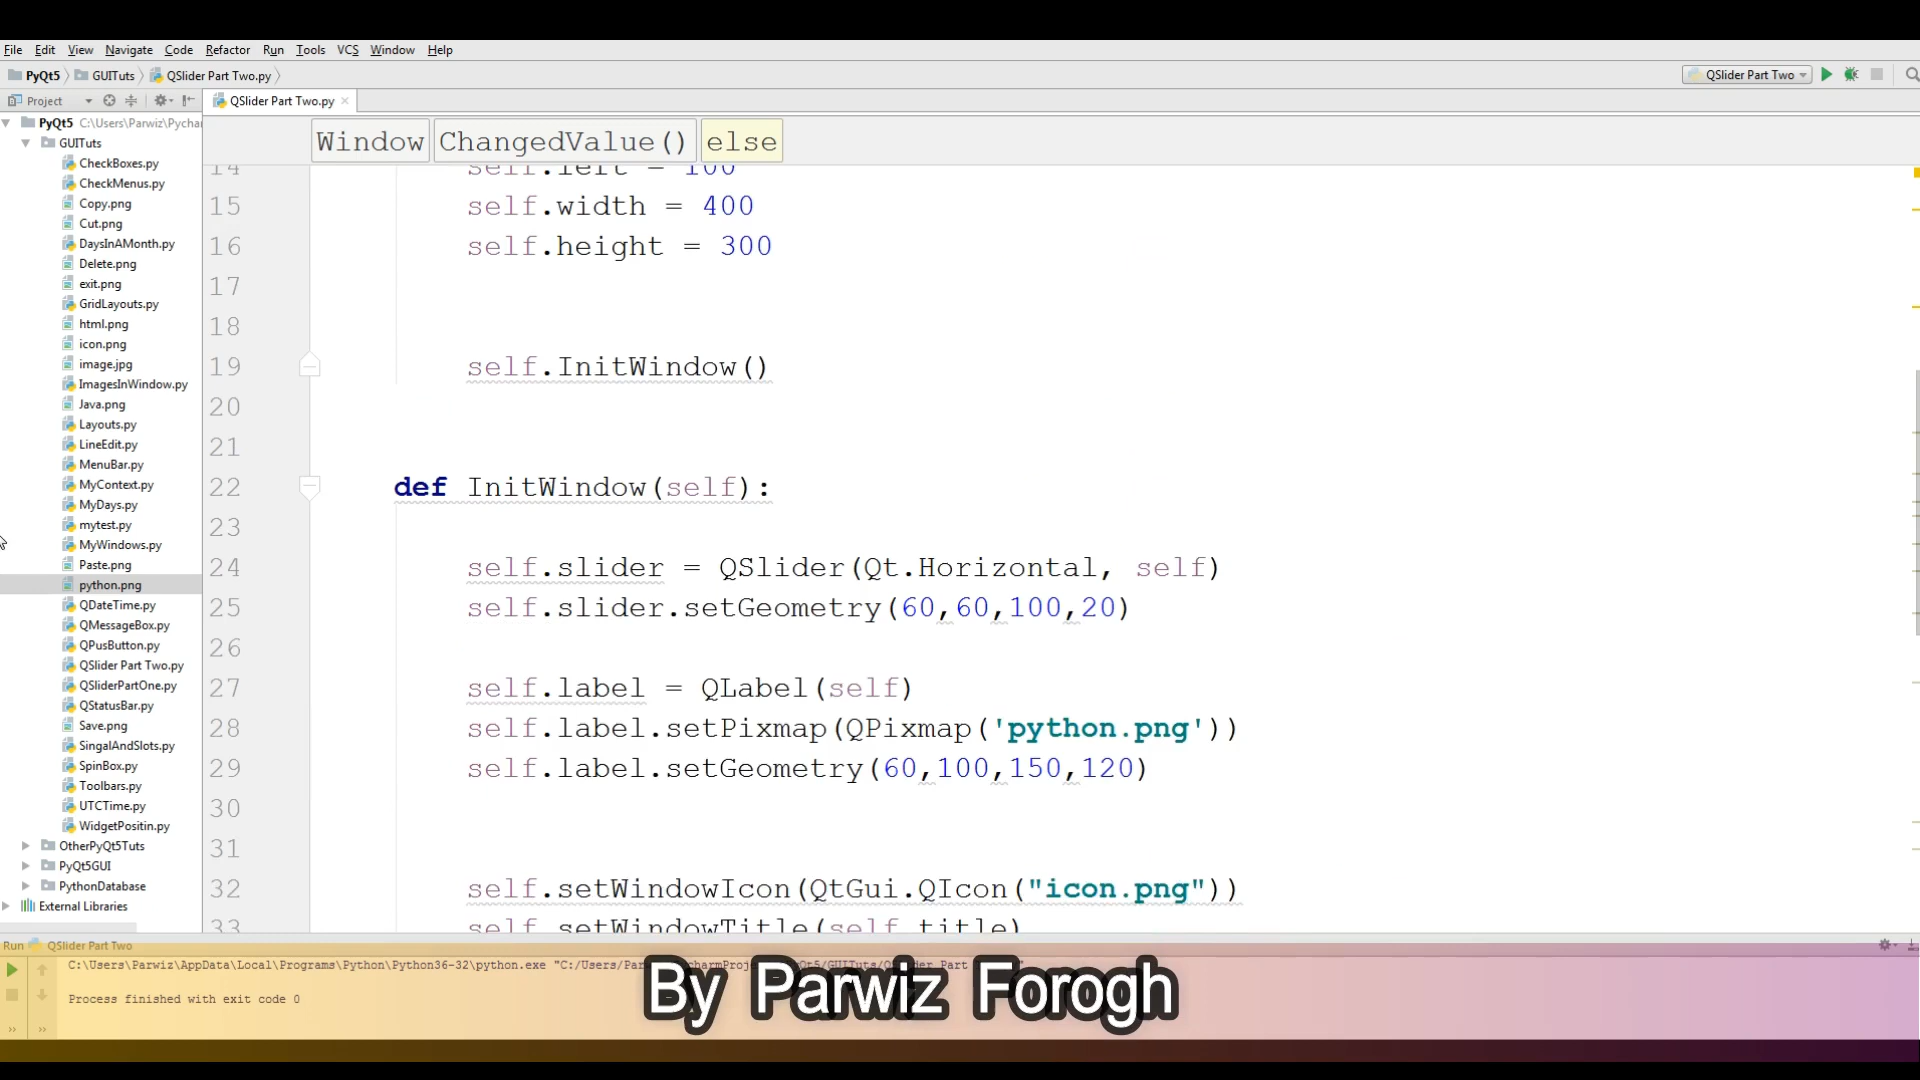 File Edit View Navigate Code Refactor Run Tools VCS Window Help
PyQt5 GUITuts QSlider Part Two.py
QSlider Part Two
Project
QSlider Part Two.py
PyQt5 C:\Users\Parwiz\Pychar
GUITuts
CheckBoxes.py
CheckMenus.py
Copy.png
Cut.png
DaysInAMonth.py
Delete.png
exit.png
GridLayouts.py
html.png
icon.png
image.jpg
ImagesInWindow.py
Java.png
Layouts.py
LineEdit.py
MenuBar.py
MyContext.py
MyDays.py
mytest.py
MyWindows.py
Paste.png
python.png
QDateTime.py
QMessageBox.py
QPusButton.py
QSlider Part Two.py
QSliderPartOne.py
QStatusBar.py
Save.png
SingalAndSlots.py
SpinBox.py
Toolbars.py
UTCTime.py
WidgetPositin.py
OtherPyQt5Tuts
PyQt5GUI
PythonDatabase
External Libraries
Window ChangedValue() else
14 self.left = 100
15 self.width = 400
16 self.height = 300
17
18
19 self.InitWindow()
20
21
22 def InitWindow(self):
23
24 self.slider = QSlider(Qt.Horizontal, self)
25 self.slider.setGeometry(60,60,100,20)
26
27 self.label = QLabel(self)
28 self.label.setPixmap(QPixmap('python.png'))
29 self.label.setGeometry(60,100,150,120)
30
31
32 self.setWindowIcon(QtGui.QIcon("icon.png"))
33 self.setWindowTitle(self.title)
Run QSlider Part Two
C:\Users\Parwiz\AppData\Local\Programs\Python\Python36-32\python.exe "C:/Users/Par
Process finished with exit code 0
By Parwiz Forogh